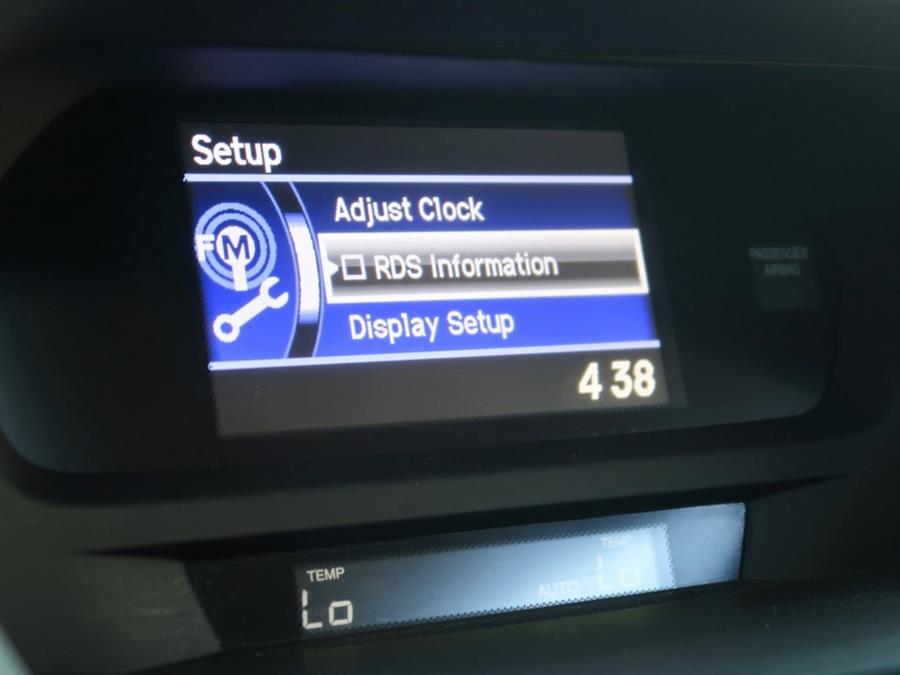 Setup
Adjust Clock
FM
RDS Information
Display Setup
4 38
PASSENGER
AIRBAG
TEMP
Lo
AUTO
TEMP
Lo